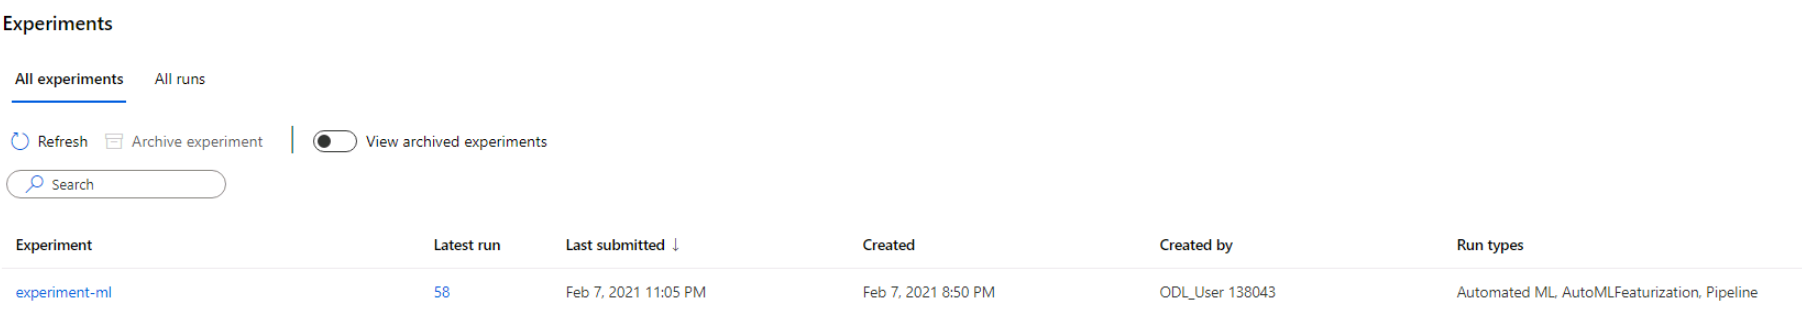 Experiments
All experiments All runs
Refresh Archive experiment View archived experiments
Search
Experiment Latest run Last submitted ↓ Created Created by Run types
experiment-ml 58 Feb 7, 2021 11:05 PM Feb 7, 2021 8:50 PM ODL_User 138043 Automated ML, AutoMLFeaturization, Pipeline